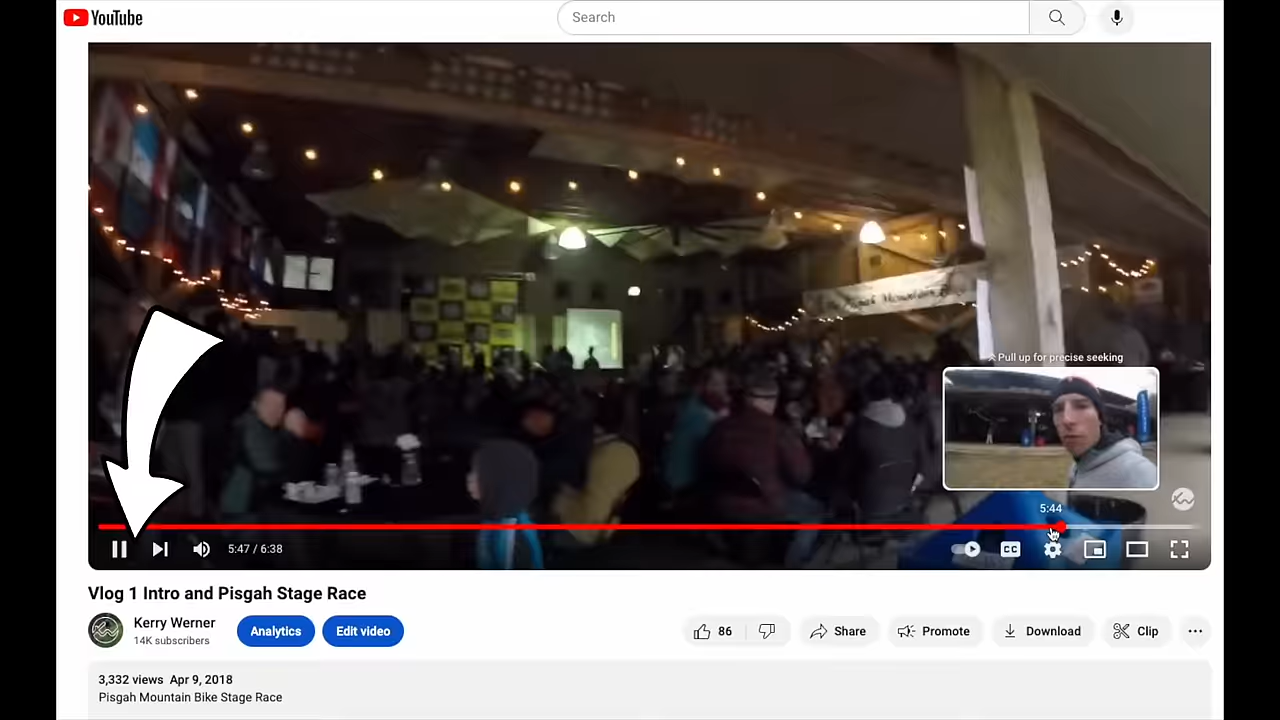 YouTube
Search
Pull up for precise seeking
5:44
5:47 / 6:38
CC
Vlog 1 Intro and Pisgah Stage Race
Kerry Werner
14K subscribers
Analytics
Edit video
86
Share
Promote
Download
Clip
3,332 views Apr 9, 2018
Pisgah Mountain Bike Stage Race